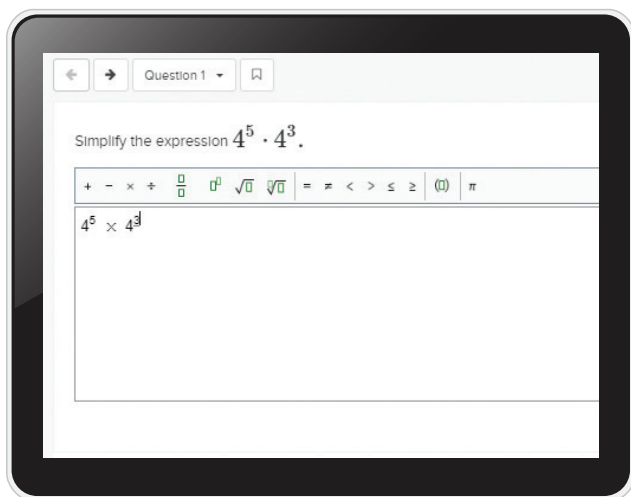 Question 1
Simplify the expression 4⁵ · 4³.
+ − × ÷ = ≠ < > ≤ ≥ (▯) π
4⁵ × 4³